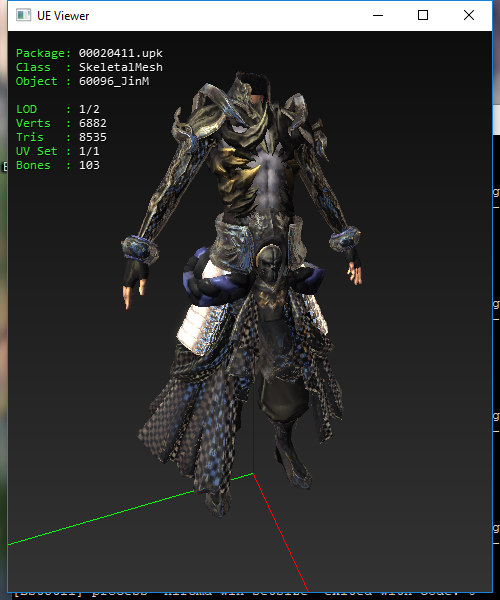 UE Viewer
Package: 00020411.upk
Class : SkeletalMesh
Object : 60096_JinM
LOD : 1/2
Verts : 6882
Tris : 8535
UV Set : 1/1
Bones : 103